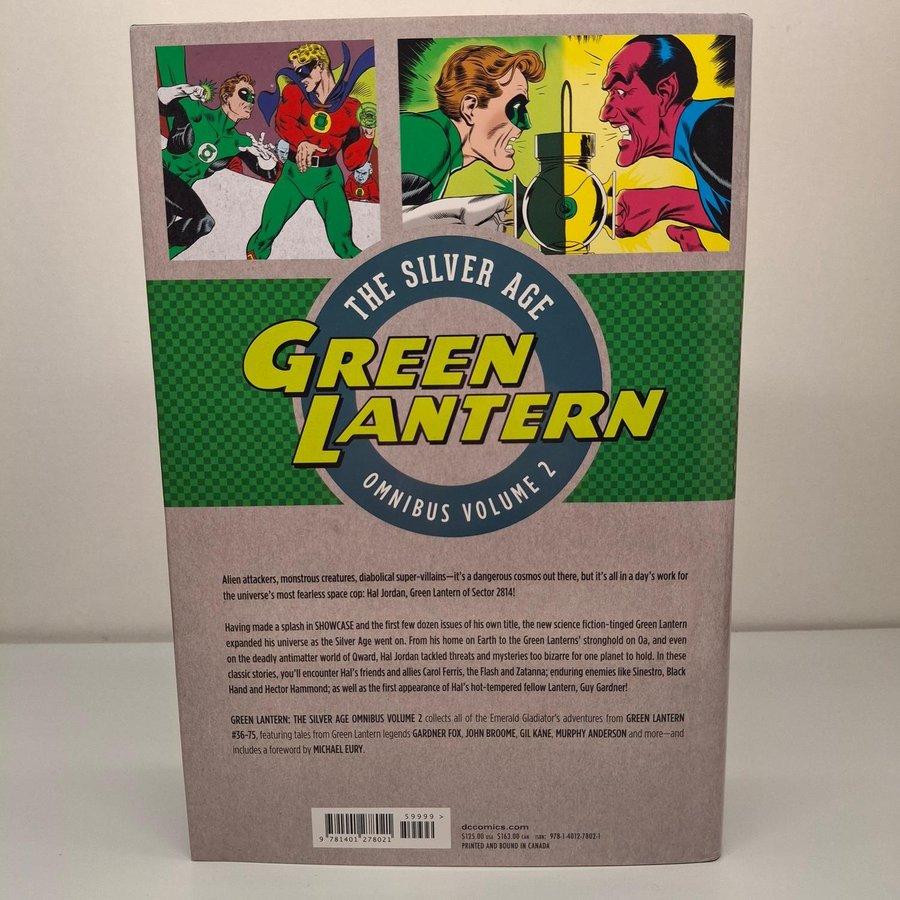 THE SILVER AGE
GREEN
LANTERN
OMNIBUS VOLUME 2
Alien attackers, monstrous creatures, diabolical super-villains—it's a dangerous cosmos out there, but it's all in a day's work for
the universe's most fearless space cop: Hal Jordan, Green Lantern of Sector 2814!
Having made a splash in SHOWCASE and the first few dozen issues of his own title, the new science fiction-tinged Green Lantern
expanded his universe as the Silver Age went on. From his home on Earth to the Green Lanterns' stronghold on Oa, and even
on the deadly antimatter world of Qward, Hal Jordan tackled threats and mysteries too bizarre for one planet to hold. In these
classic stories, you'll encounter Hal's friends and allies Carol Ferris, the Flash and Zatanna; enduring enemies like Sinestro, Black
Hand and Hector Hammond; as well as the first appearance of Hal's hot-tempered fellow Lantern, Guy Gardner!
GREEN LANTERN: THE SILVER AGE OMNIBUS VOLUME 2 collects all of the Emerald Gladiator's adventures from GREEN LANTERN
#36-75, featuring tales from Green Lantern legends GARDNER FOX, JOHN BROOME, GIL KANE, MURPHY ANDERSON and more—and
includes a foreword by MICHAEL EURY.
59999 >
9 781401 278021
dccomics.com
$125.00 USA $163.00 CAN ISBN: 978-1-4012-7802-1
PRINTED AND BOUND IN CANADA